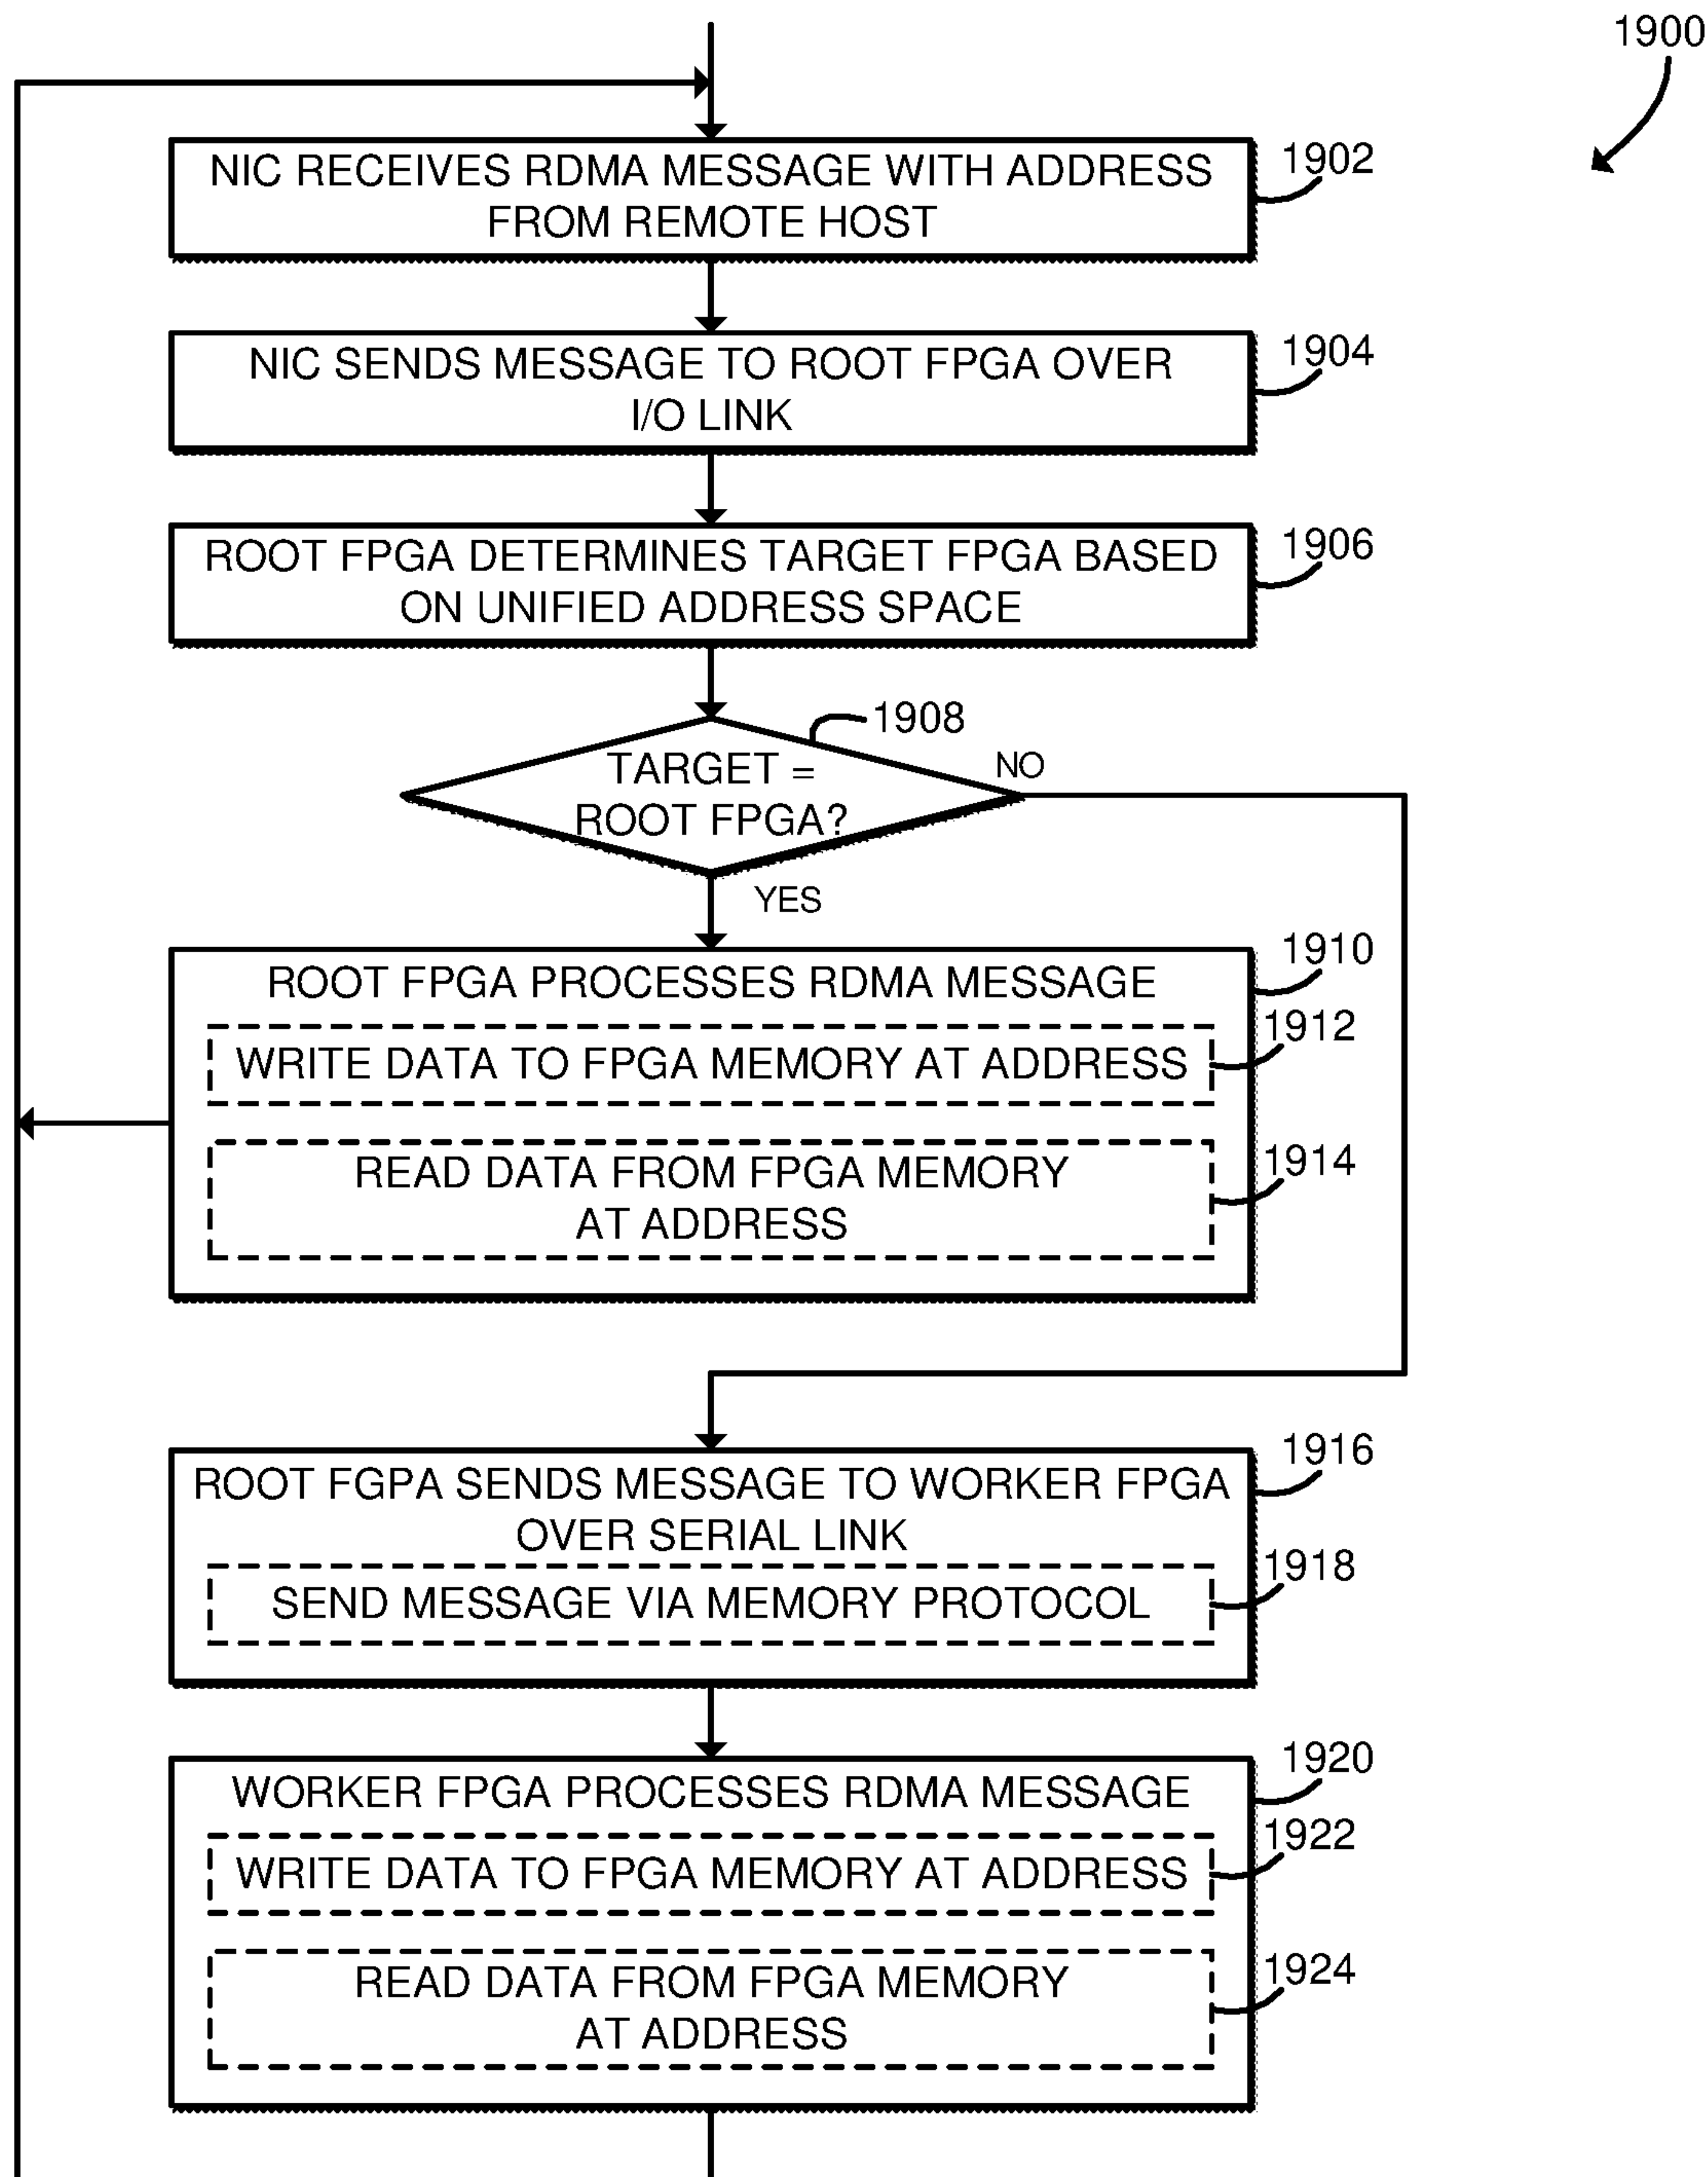 1900
NIC RECEIVES RDMA MESSAGE WITH ADDRESS
FROM REMOTE HOST
1902
NIC SENDS MESSAGE TO ROOT FPGA OVER
I/O LINK
1904
ROOT FPGA DETERMINES TARGET FPGA BASED
ON UNIFIED ADDRESS SPACE
1906
1908
TARGET =
ROOT FPGA?
NO
YES
ROOT FPGA PROCESSES RDMA MESSAGE
1910
WRITE DATA TO FPGA MEMORY AT ADDRESS
1912
READ DATA FROM FPGA MEMORY
AT ADDRESS
1914
ROOT FGPA SENDS MESSAGE TO WORKER FPGA
OVER SERIAL LINK
1916
SEND MESSAGE VIA MEMORY PROTOCOL
1918
WORKER FPGA PROCESSES RDMA MESSAGE
1920
WRITE DATA TO FPGA MEMORY AT ADDRESS
1922
READ DATA FROM FPGA MEMORY
AT ADDRESS
1924